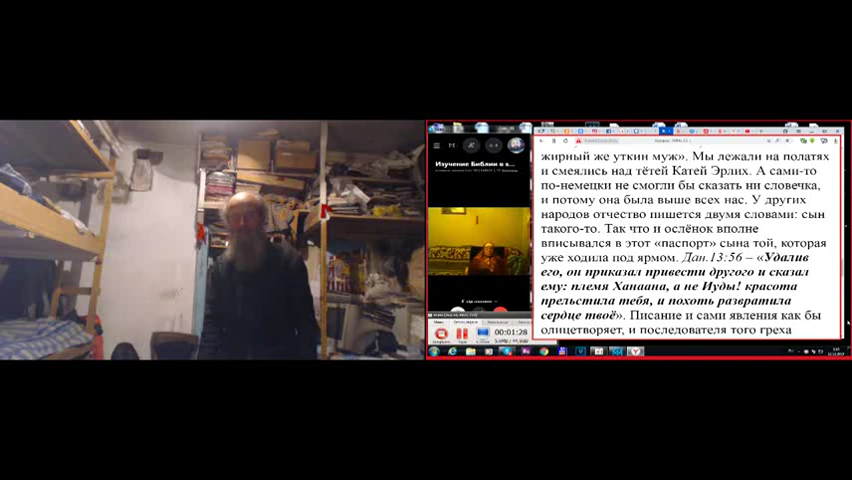 Изучение Библии в з...
00:01:28
жирный же уткин муж». Мы лежали на полатях
и смеялись над тётей Катей Эрлих. А сами-то
по-немецки не смогли бы сказать ни словечка,
и потому она была выше всех нас. У других
народов отчество пишется двумя словами: сын
такого-то. Так что и ослёнок вполне
вписывался в этот «паспорт» сына той, которая
уже ходила под ярмом. Дан.13:56 – «Удалив
его, он приказал привести другого и сказал
ему: племя Ханаана, а не Иуды! красота
прельстила тебя, и похоть развратила
сердце твоё». Писание и сами явления как бы
олицетворяет, и последователя того греха